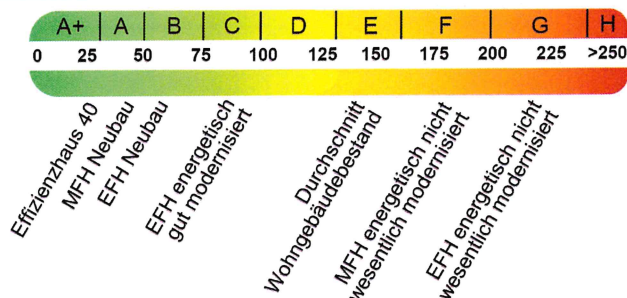 A+ A B C D E F G H
0 25 50 75 100 125 150 175 200 225 >250
Effizienzhaus 40
MFH Neubau
EFH Neubau
EFH energetisch
gut modernisiert
Durchschnitt
Wohngebäudebestand
MFH energetisch nicht
wesentlich modernisiert
EFH energetisch nicht
wesentlich modernisiert